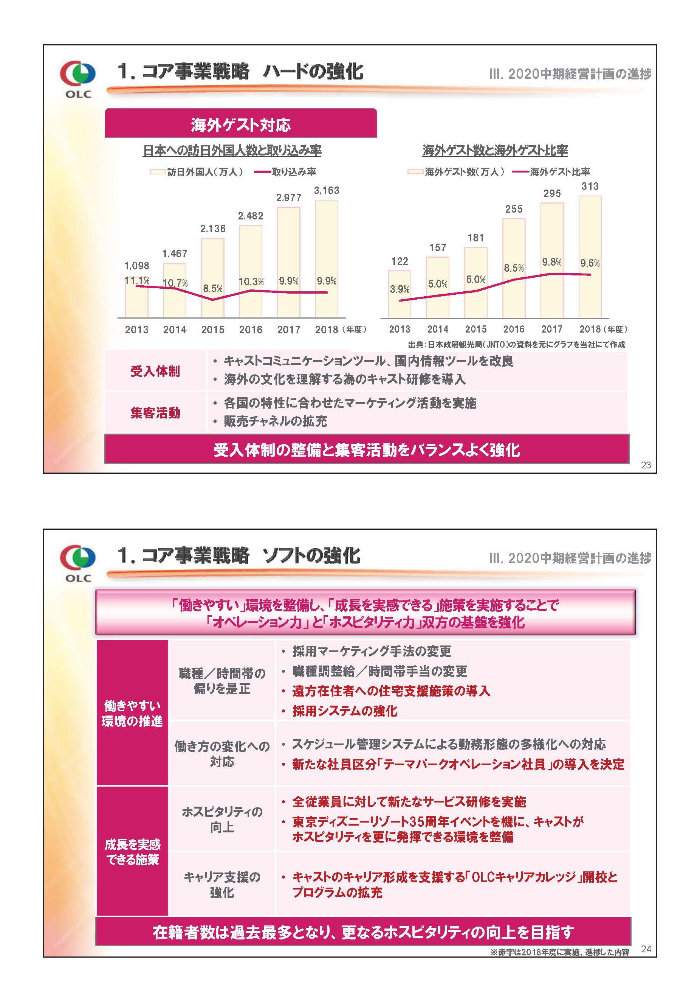 OLC
1. コア事業戦略 ハードの強化
III. 2020中期経営計画の進捗
海外ゲスト対応
日本への訪日外国人数と取り込み率
訪日外国人(万人) 取り込み率
1,098
1,467
2,136
2,482
2,977
3,163
11.1%
10.7%
8.5%
10.3%
9.9%
9.9%
2013 2014 2015 2016 2017 2018 (年度)
海外ゲスト数と海外ゲスト比率
海外ゲスト数(万人) 海外ゲスト比率
122
157
181
255
295
313
3.9%
5.0%
6.0%
8.5%
9.8%
9.6%
2013 2014 2015 2016 2017 2018 (年度)
出典:日本政府観光局(JNTO)の資料を元にグラフを当社にて作成
受入体制
・ キャストコミュニケーションツール、園内情報ツールを改良
・ 海外の文化を理解する為のキャスト研修を導入
集客活動
・ 各国の特性に合わせたマーケティング活動を実施
・ 販売チャネルの拡充
受入体制の整備と集客活動をバランスよく強化
23
OLC
1. コア事業戦略 ソフトの強化
III. 2020中期経営計画の進捗
「働きやすい」環境を整備し、「成長を実感できる」施策を実施することで
「オペレーション力」と「ホスピタリティ力」双方の基盤を強化
働きやすい
環境の推進
職種／時間帯の
偏りを是正
・ 採用マーケティング手法の変更
・ 職種調整給／時間帯手当の変更
・ 遠方在住者への住宅支援施策の導入
・ 採用システムの強化
働き方の変化への
対応
・ スケジュール管理システムによる勤務形態の多様化への対応
・ 新たな社員区分「テーマパークオペレーション社員」の導入を決定
成長を実感
できる施策
ホスピタリティの
向上
・ 全従業員に対して新たなサービス研修を実施
・ 東京ディズニーリゾート35周年イベントを機に、キャストが
ホスピタリティを更に発揮できる環境を整備
キャリア支援の
強化
・ キャストのキャリア形成を支援する「OLCキャリアカレッジ」開校と
プログラムの拡充
在籍者数は過去最多となり、更なるホスピタリティの向上を目指す
※赤字は2018年度に実施、進捗した内容
24